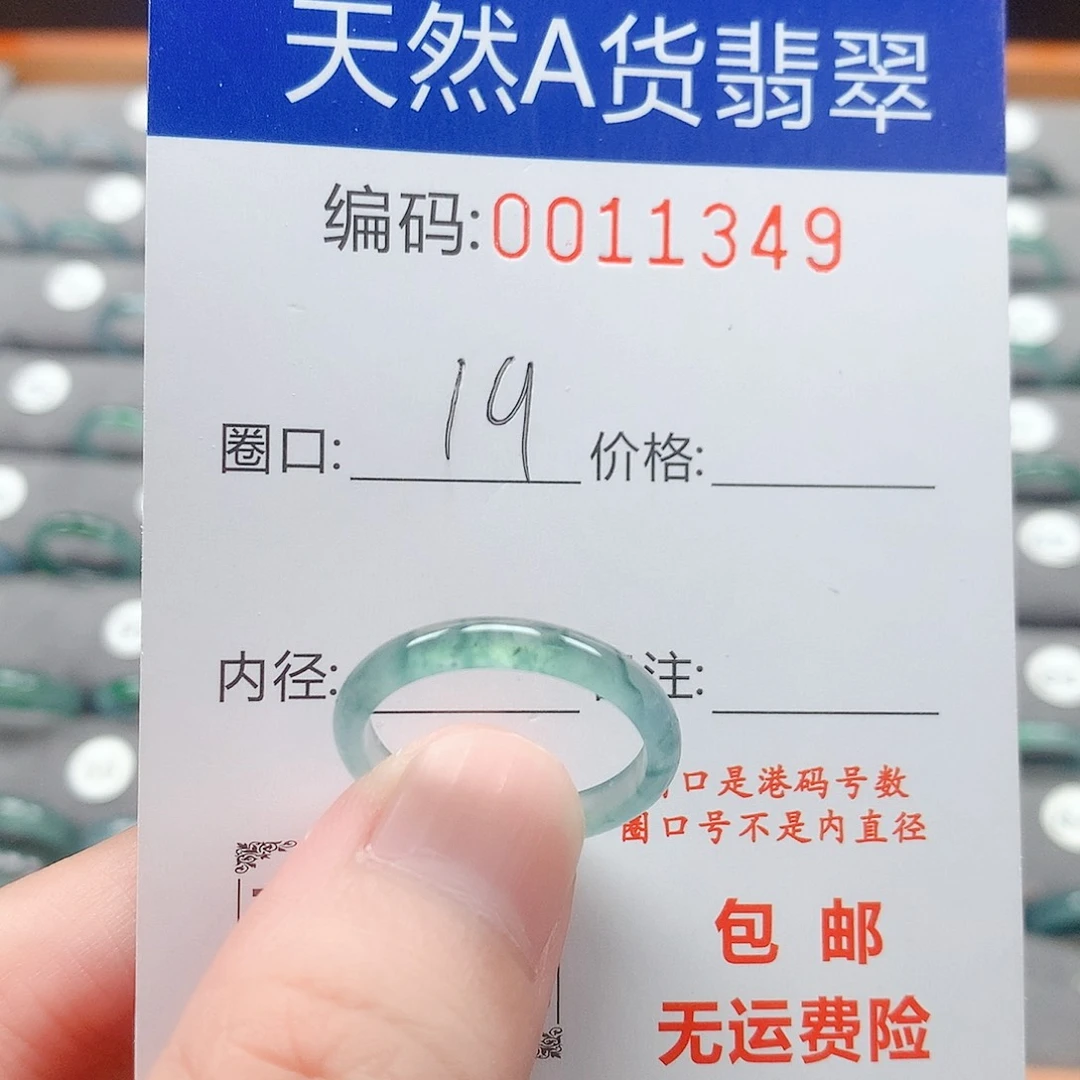 天然A货翡翠
编码:0011349
圈口: 19 价格:
内径: 注:
口是港码号数
圈口号不是内直径
包 邮
无运费险